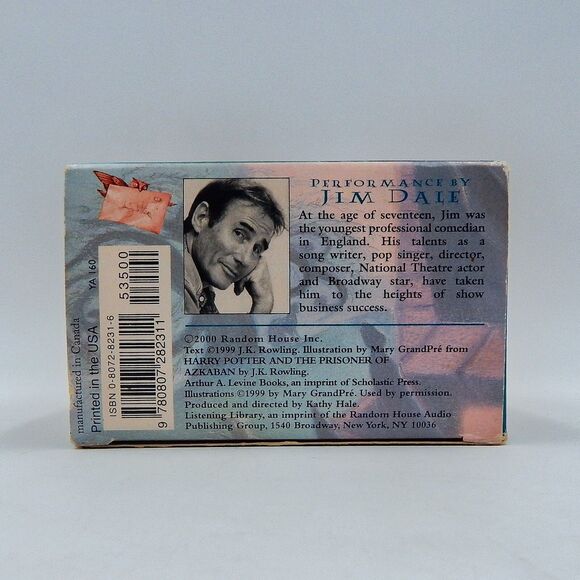 PERFORMANCE BY
JIM DALE
At the age of seventeen, Jim was
the youngest professional comedian
in England. His talents as a
song writer, pop singer, director,
composer, National Theatre actor
and Broadway star, have taken
him to the heights of show
business success.
©2000 Random House Inc.
Text ©1999 J.K. Rowling. Illustration by Mary GrandPré from
HARRY POTTER AND THE PRISONER OF
AZKABAN by J.K. Rowling.
Arthur A. Levine Books, an imprint of Scholastic Press.
Illustrations ©1999 by Mary GrandPré. Used by permission.
Produced and directed by Kathy Hale.
Listening Library, an imprint of the Random House Audio
Publishing Group, 1540 Broadway, New York, NY 10036
manufactured in Canada
Printed in the USA
YA 160
ISBN 0-8072-8231-6
53500
9 780807 282311